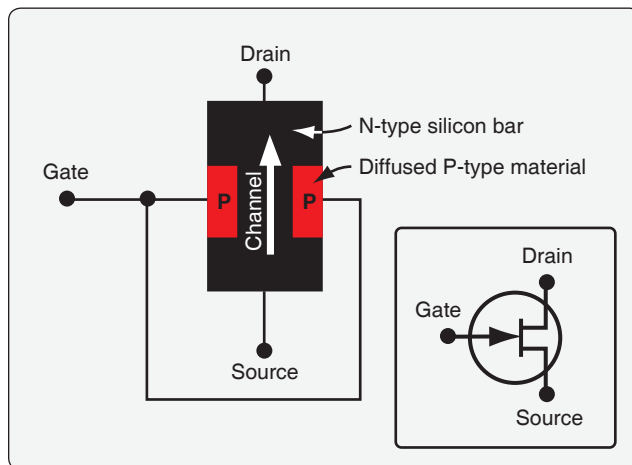 Drain
N-type silicon bar
Diffused P-type material
Gate
P
Channel
P
Source
Drain
Gate
Source